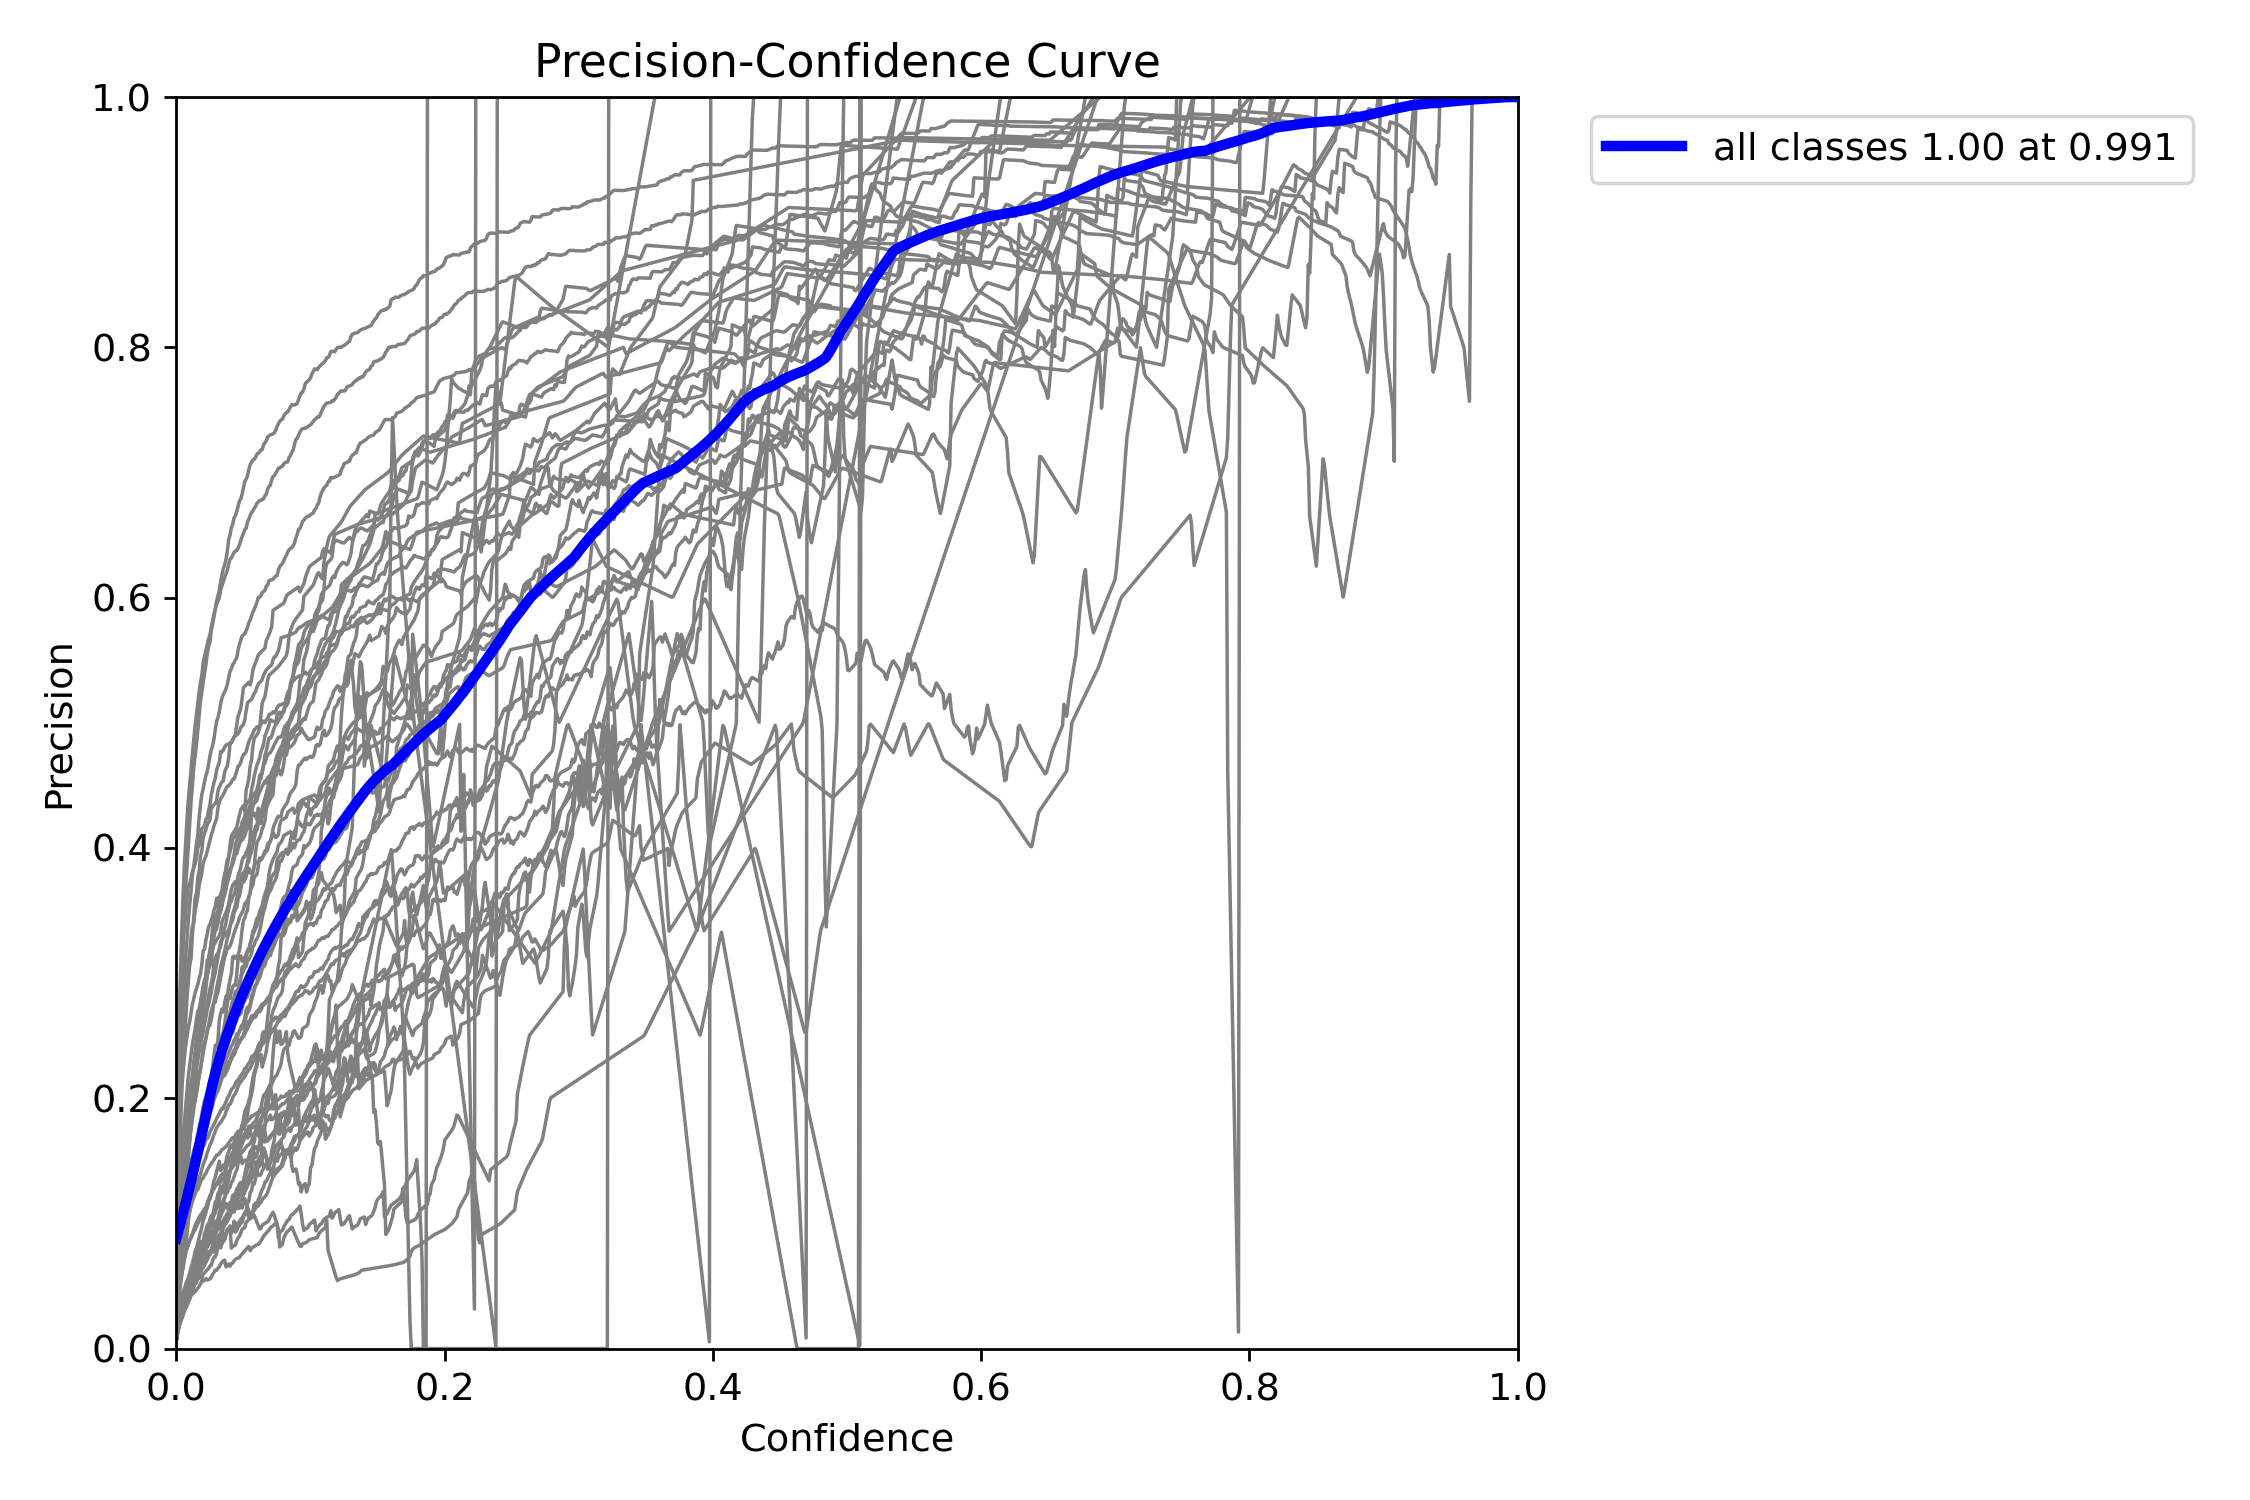 Precision-Confidence Curve
all classes 1.00 at 0.991
Precision
1.0
0.8
0.6
0.4
0.2
0.0
0.0 0.2 0.4 0.6 0.8 1.0
Confidence